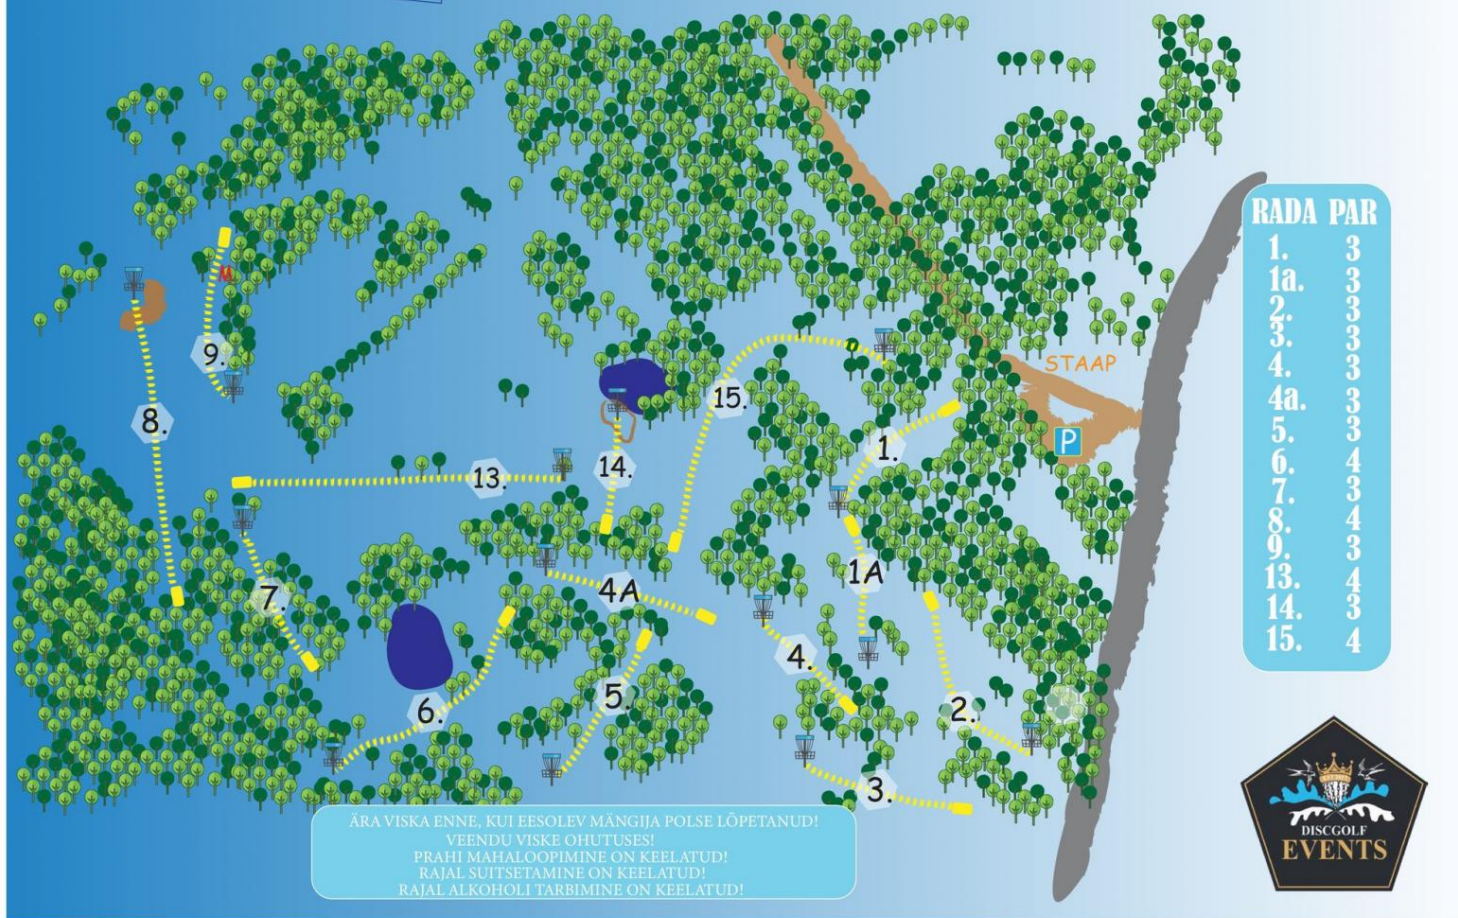 RADA PAR
1. 3
1a. 3
2. 3
3. 3
4. 3
4a. 3
5. 3
6. 4
7. 3
8. 4
9. 3
13. 4
14. 3
15. 4
STAAP
P
9.
8.
15.
1.
13.
14.
1A
7.
4A
4.
5.
6.
2.
3.
ÄRA VISKA ENNE, KUI EESOLEV MÄNGIJA POLSE LÕPETANUD!
VEENDU VISKE OHUTUSES!
PRAHI MAHALOOPIMINE ON KEELATUD!
RAJAL SUITSETAMINE ON KEELATUD!
RAJAL ALKOHOLI TARBIMINE ON KEELATUD!
DISCGOLF
EVENTS